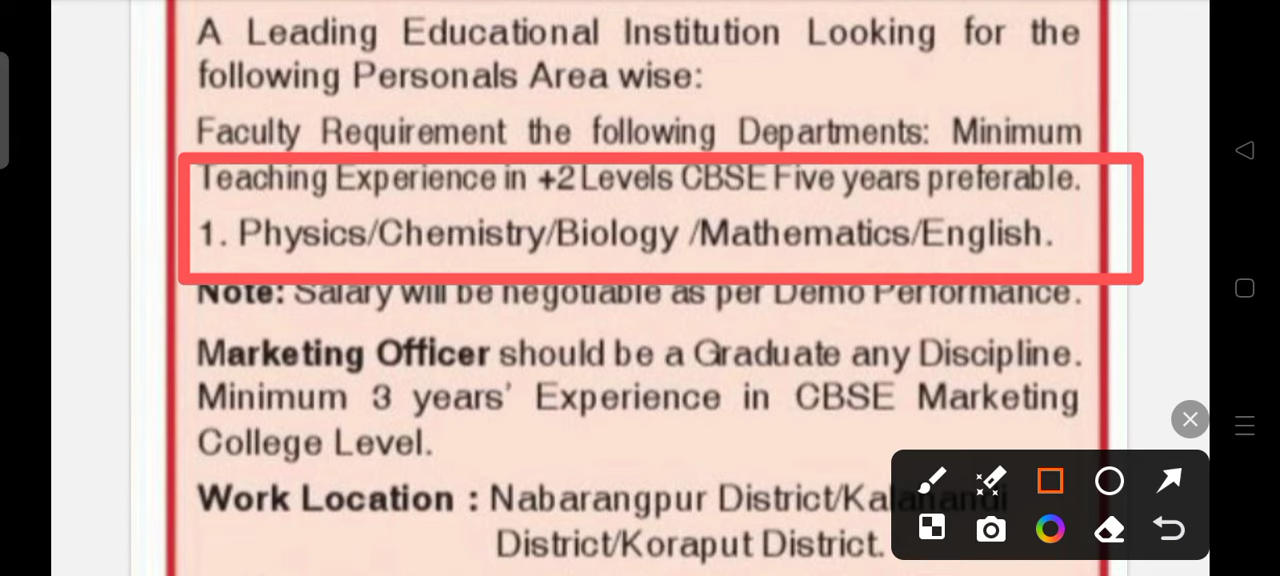 A Leading Educational Institution Looking for the
following Personals Area wise:
Faculty Requirement the following Departments: Minimum
Teaching Experience in +2 Levels CBSE Five years preferable.
1. Physics/Chemistry/Biology /Mathematics/English.
Note: Salary will be negotiable as per Demo Performance.
Marketing Officer should be a Graduate any Discipline.
Minimum 3 years' Experience in CBSE Marketing
College Level.
Work Location : Nabarangpur District/Kalahandi
District/Koraput District.